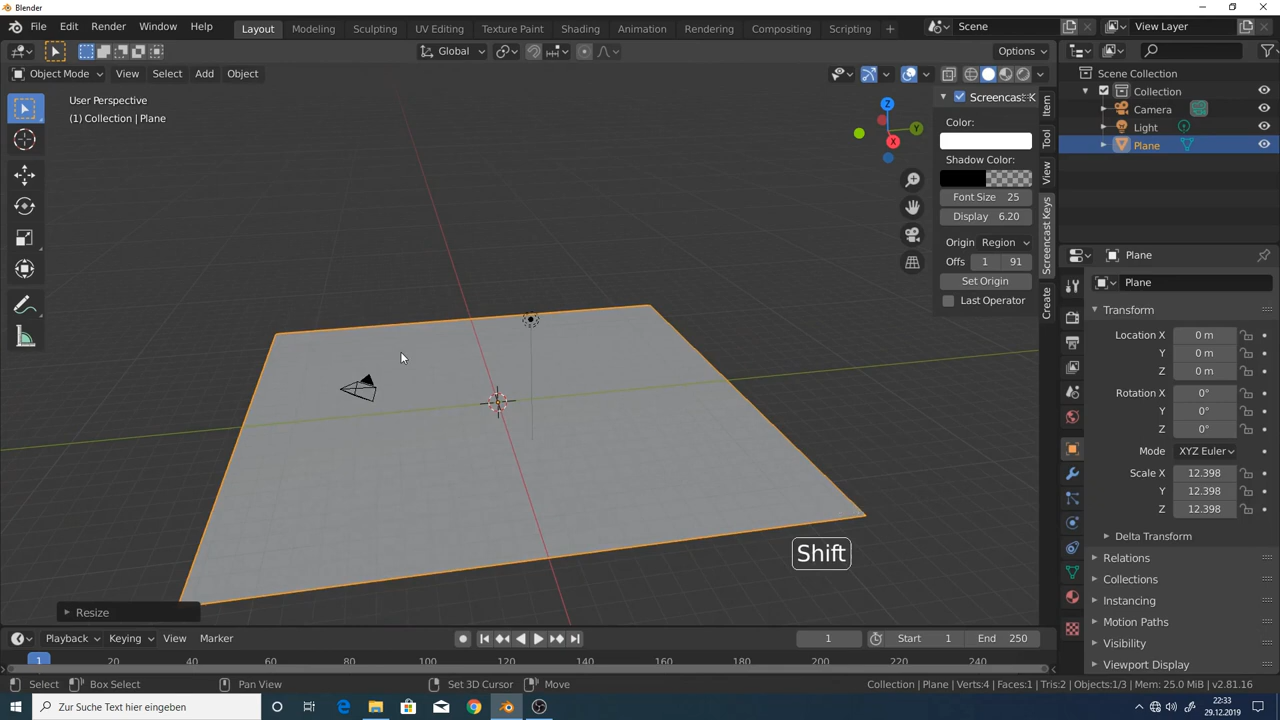 Blender
File Edit Render Window Help
Layout Modeling Sculpting UV Editing Texture Paint Shading Animation Rendering Compositing Scripting
Scene
View Layer
Global
Options
Object Mode View Select Add Object
User Perspective
(1) Collection | Plane
Screencast K
Color:
Shadow Color:
Font Size 25
Display 6.20
Origin Region
Offs 1 91
Set Origin
Last Operator
Item
Tool
View
Screencast Keys
Create
Z
Y
X
Shift
Resize
Scene Collection
Collection
Camera
Light
Plane
Plane
Plane
Transform
Location X 0 m
Y 0 m
Z 0 m
Rotation X 0°
Y 0°
Z 0°
Mode XYZ Euler
Scale X 12.398
Y 12.398
Z 12.398
Delta Transform
Relations
Collections
Instancing
Motion Paths
Visibility
Viewport Display
Playback Keying View Marker
1
Start 1
End 250
1 20 40 60 80 100 120 140 160 180 200 220 240
Select Box Select Pan View Set 3D Cursor Move
Collection | Plane | Verts:4 | Faces:1 | Tris:2 | Objects:1/3 | Mem: 25.0 MiB | v2.81.16
Zur Suche Text hier eingeben
22:33
29.12.2019